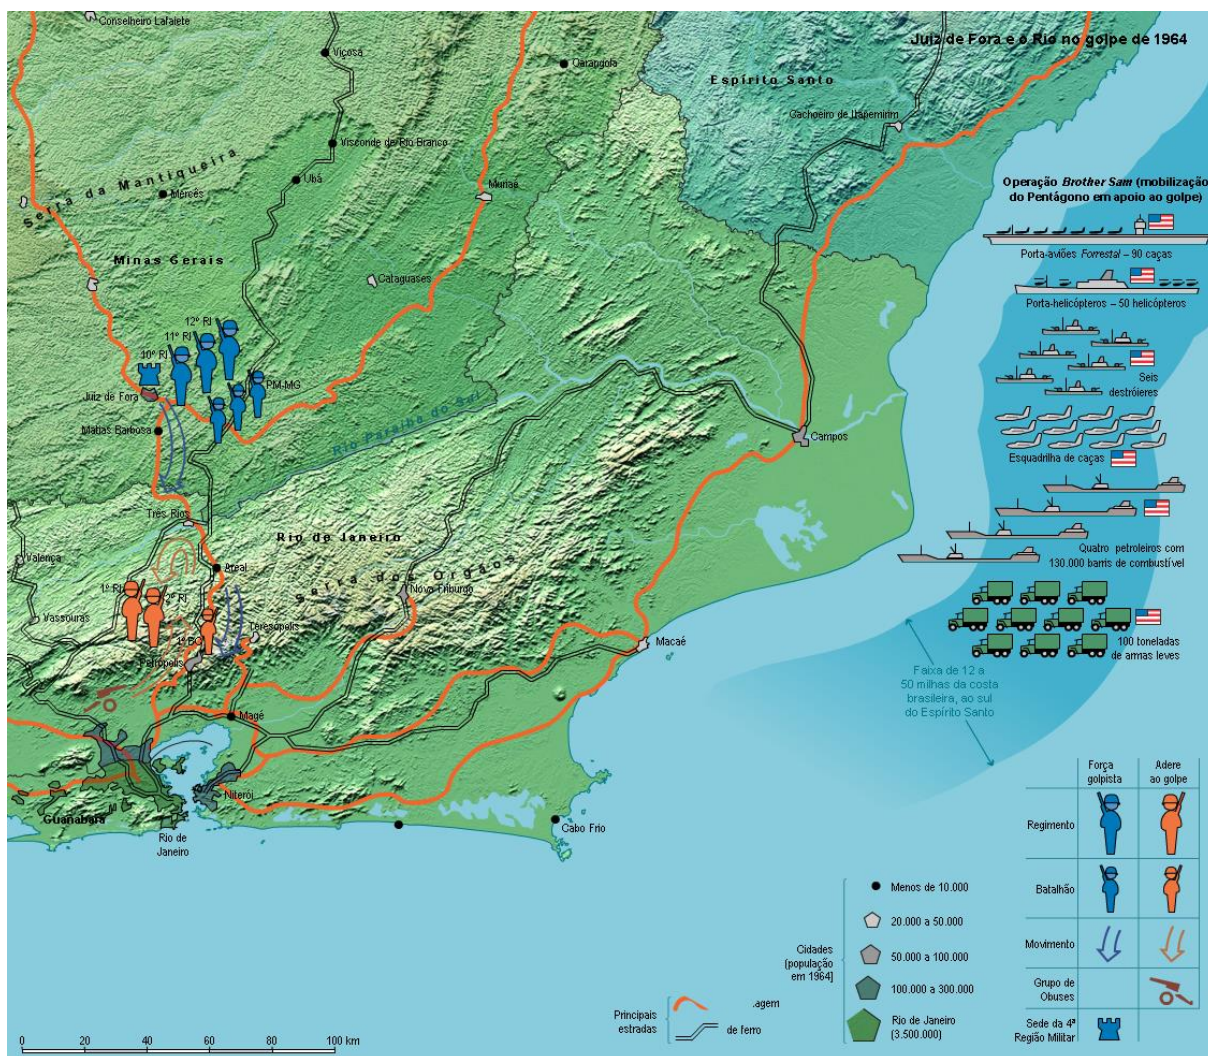 Juiz de Fora e o Rio no golpe de 1964
Conselheiro Lafaiete
Viçosa
Carangola
Espírito Santo
Cachoeiro de Itapemirim
Visconde de Rio Branco
Serra da Mantiqueira
Mercês
Ubá
Muriaé
Minas Gerais
Cataguases
12º RI
11º RI
10º RI
PM-MG
Juiz de Fora
Matias Barbosa
Rio Paraíba do Sul
Campos
Três Rios
Rio de Janeiro
Valença
Areal
Serra dos Órgãos
Nova Friburgo
1º RI
2º RI
Vassouras
1º BC
Teresópolis
Petrópolis
Macaé
Magé
Niterói
Guanabara
Rio de
Janeiro
Cabo Frio
Operação Brother Sam (mobilização
do Pentágono em apoio ao golpe)
Porta-aviões Forrestal – 90 caças
Porta-helicópteros – 50 helicópteros
Seis
destróieres
Esquadrilha de caças
Quatro petroleiros com
130.000 barris de combustível
100 toneladas
de armas leves
Faixa de 12 a
50 milhas da costa
brasileira, ao sul
do Espírito Santo
Força
golpista
Adere
ao golpe
Regimento
Batalhão
Movimento
Grupo de
Obuses
Sede da 4ª
Região Militar
Cidades
(população
em 1964)
Menos de 10.000
20.000 a 50.000
50.000 a 100.000
100.000 a 300.000
Rio de Janeiro
(3.500.000)
Principais
estradas
.agem
de ferro
0 20 40 60 80 100 km